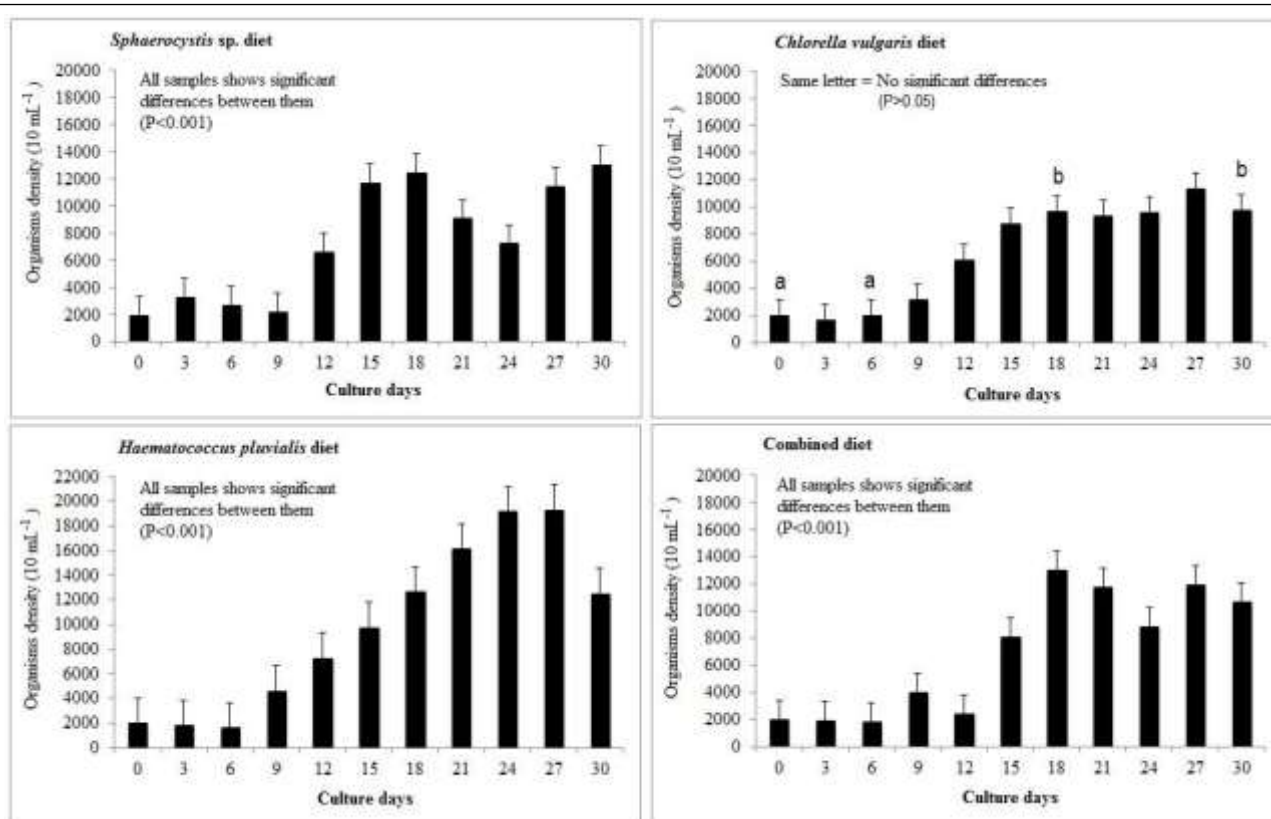 Sphaerocystis sp. diet
All samples shows significant
differences between them
(P<0.001)
Organisms density (10 mL-1)
20000
18000
16000
14000
12000
10000
8000
6000
4000
2000
0
0 3 6 9 12 15 18 21 24 27 30
Culture days
Chlorella vulgaris diet
Same letter = No significant differences
(P>0.05)
Organisms density (10 mL-1)
20000
18000
16000
14000
12000
10000
8000
6000
4000
2000
0
a a b b
0 3 6 9 12 15 18 21 24 27 30
Culture days
Haematococcus pluvialis diet
All samples shows significant
differences between them
(P<0.001)
Organisms density (10 mL-1)
22000
20000
18000
16000
14000
12000
10000
8000
6000
4000
2000
0
0 3 6 9 12 15 18 21 24 27 30
Culture days
Combined diet
All samples shows significant
differences between them
(P<0.001)
Organisms density (10 mL-1)
20000
18000
16000
14000
12000
10000
8000
6000
4000
2000
0
0 3 6 9 12 15 18 21 24 27 30
Culture days